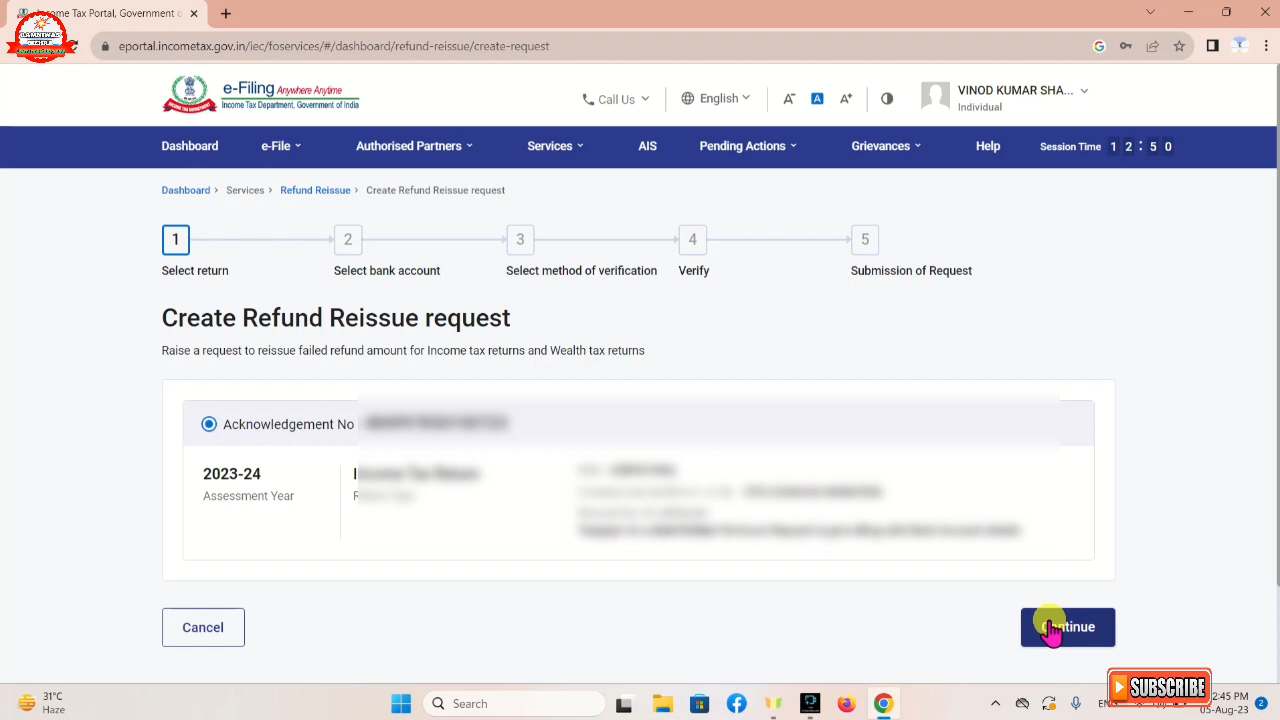 Income Tax Portal, Government o
eportal.incometax.gov.in/iec/foservices/#/dashboard/refund-reissue/create-request
e-Filing Anywhere Anytime
Income Tax Department, Government of India
Call Us
English
A-
A
A+
VINOD KUMAR SHA...
Individual
Dashboard
e-File
Authorised Partners
Services
AIS
Pending Actions
Grievances
Help
Session Time 1 2 : 5 0
Dashboard > Services > Refund Reissue > Create Refund Reissue request
1
2
3
4
5
Select return
Select bank account
Select method of verification
Verify
Submission of Request
Create Refund Reissue request
Raise a request to reissue failed refund amount for Income tax returns and Wealth tax returns
Acknowledgement No
2023-24
Income Tax Return
Assessment Year
Cancel
Continue
SUBSCRIBE
31°C
Haze
Search
2:45 PM
05-Aug-23
2